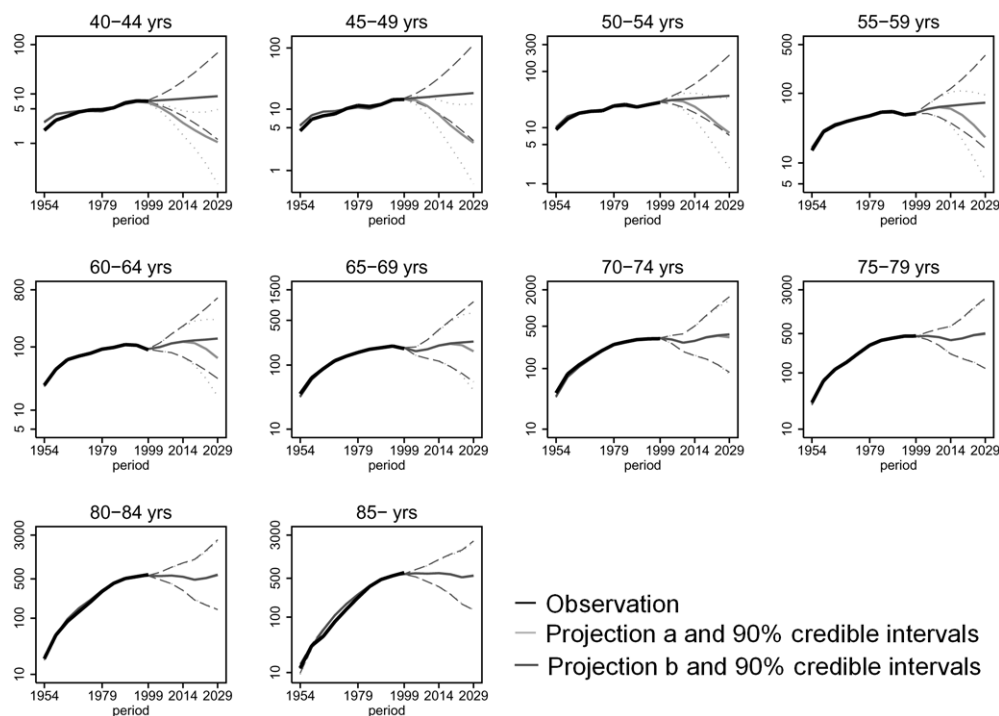 40−44 yrs
45−49 yrs
50−54 yrs
55−59 yrs
100
10
5
1
1954 1979 1999 2014 2029
period
100
10
5
1
1954 1979 1999 2014 2029
period
100 300
10
5
1
1954 1979 1999 2014 2029
period
500
100
10
5
1954 1979 1999 2014 2029
period
60−64 yrs
65−69 yrs
70−74 yrs
75−79 yrs
800
100
10
5
1954 1979 1999 2014 2029
period
1500
500
100
10
1954 1979 1999 2014 2029
period
2000
500
100
10
1954 1979 1999 2014 2029
period
3000
500
100
10
1954 1979 1999 2014 2029
period
80−84 yrs
85− yrs
3000
500
100
10
1954 1979 1999 2014 2029
period
3000
500
100
10
1954 1979 1999 2014 2029
period
Observation
Projection a and 90% credible intervals
Projection b and 90% credible intervals